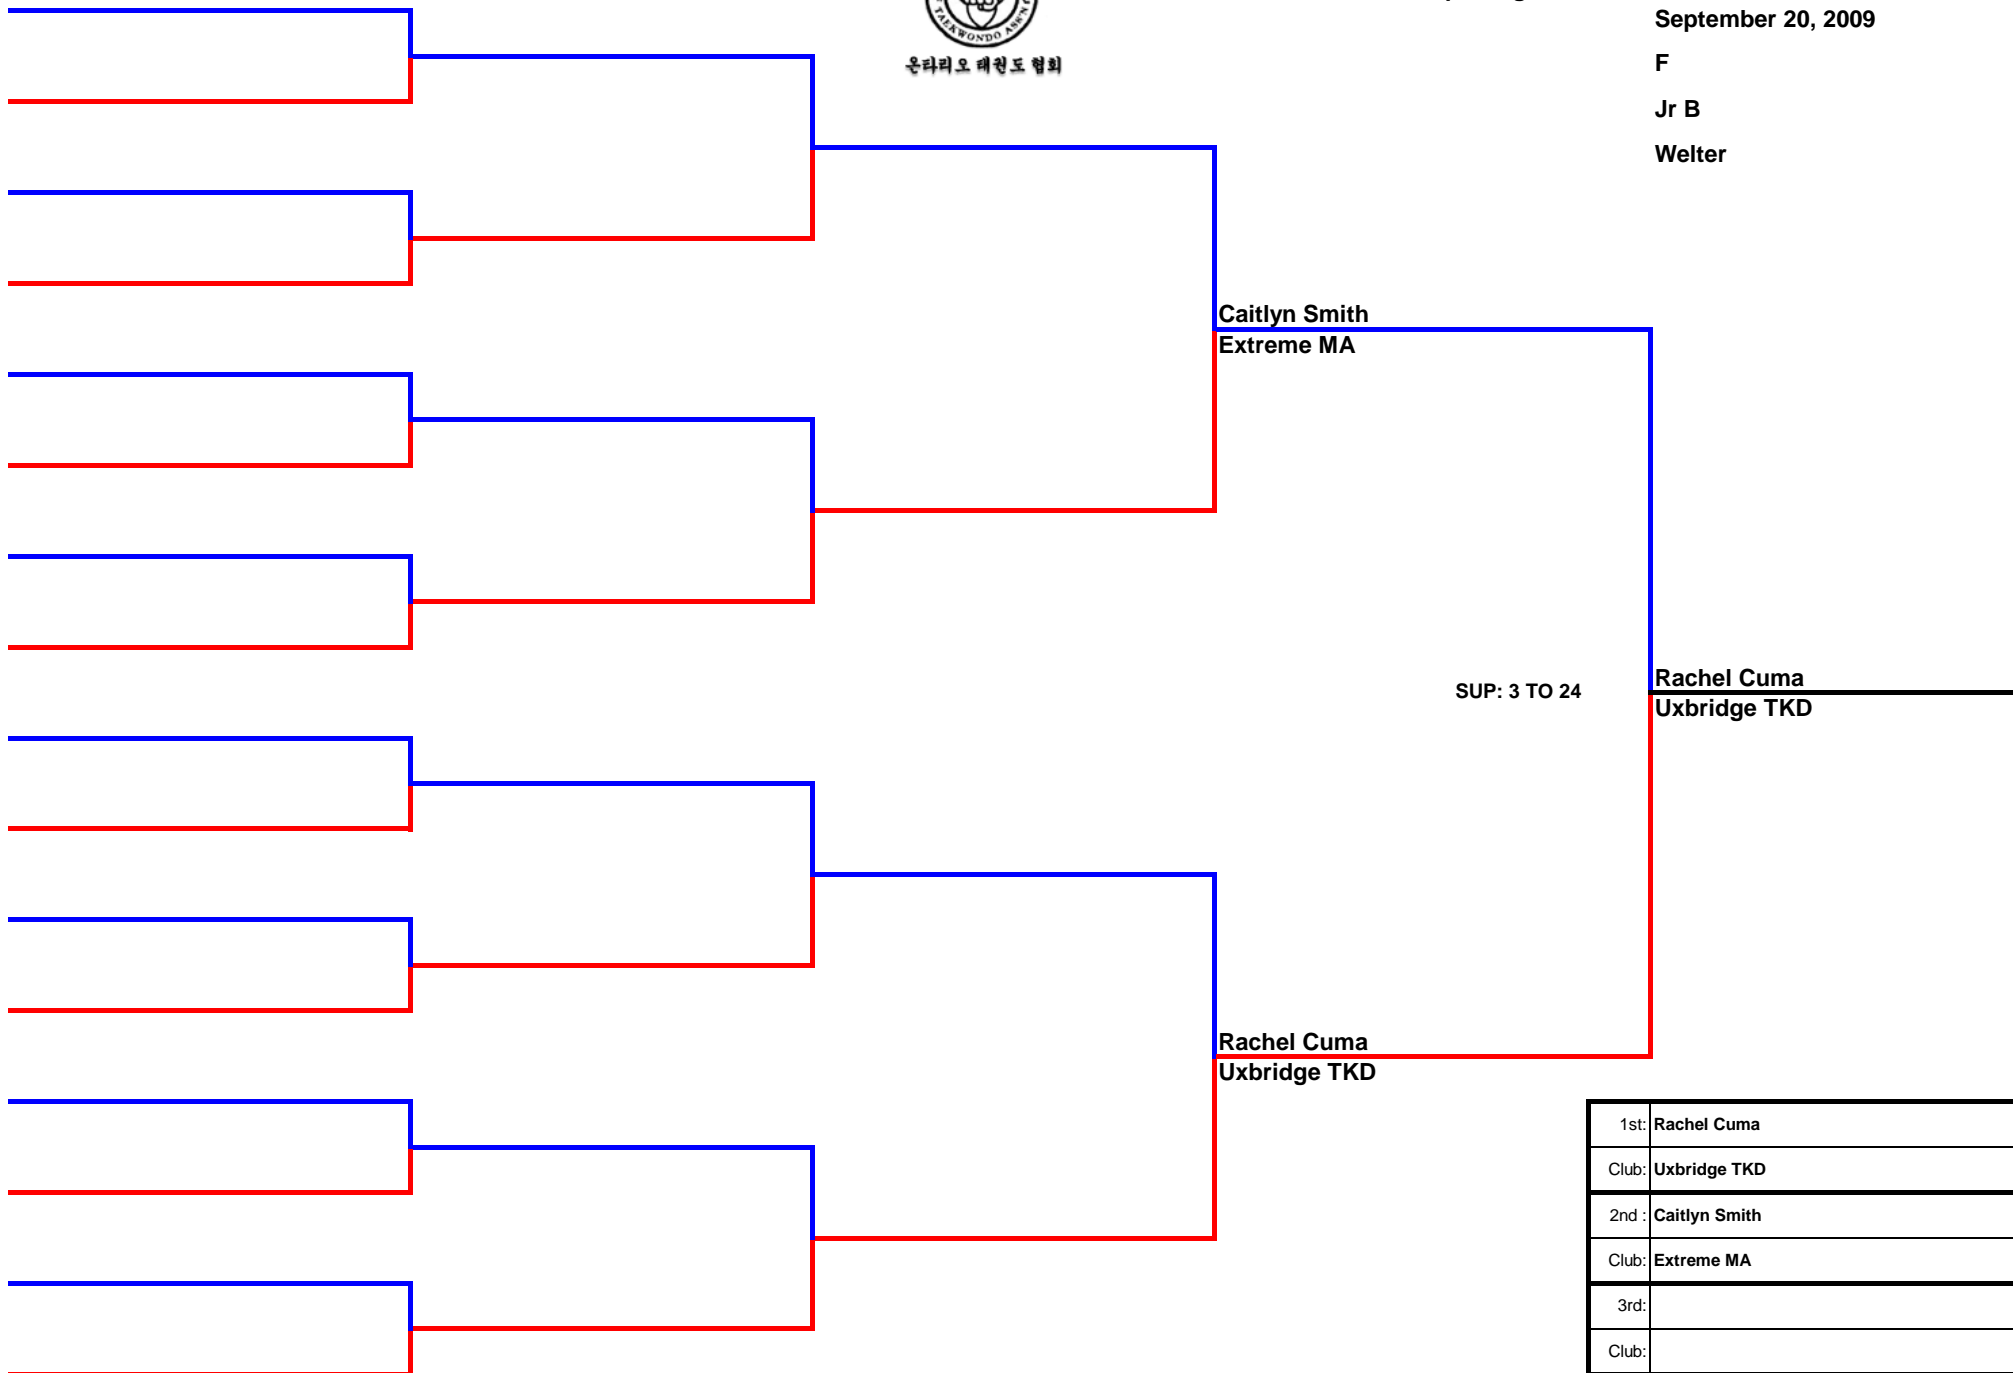 September 20, 2009
TAEKWONDO ASS'N
온타리오 태권도 협회
F
Jr B
Welter
Caitlyn Smith
Extreme MA
SUP: 3 TO 24
Rachel Cuma
Uxbridge TKD
Rachel Cuma
Uxbridge TKD
1st: Rachel Cuma
Club: Uxbridge TKD
2nd : Caitlyn Smith
Club: Extreme MA
3rd:
Club: